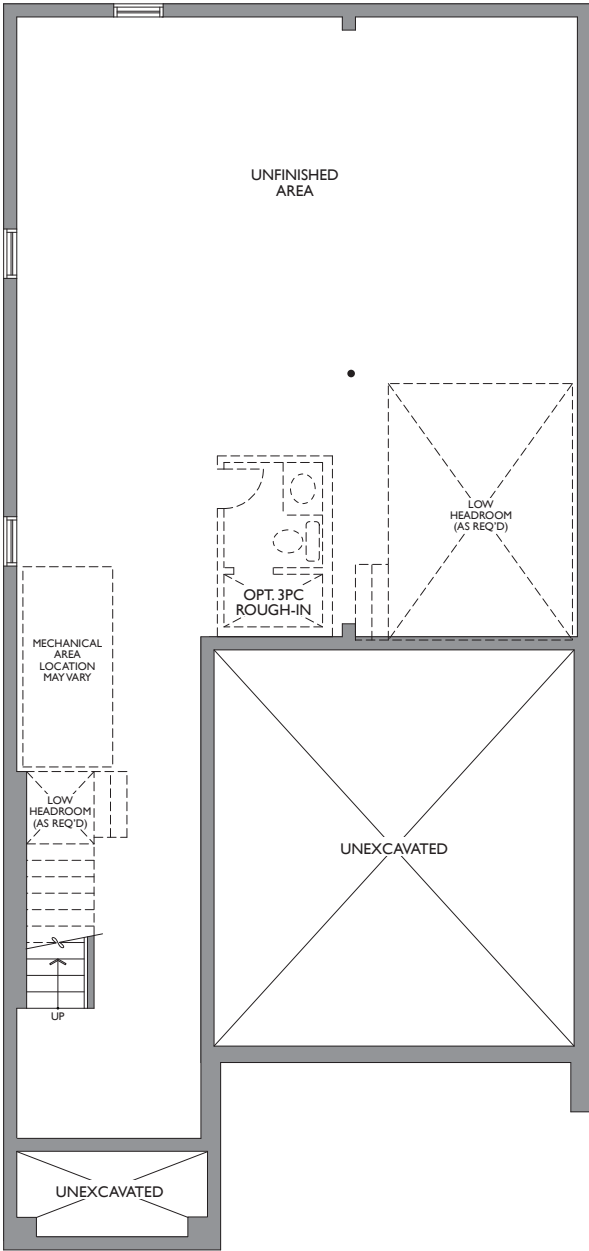 UNFINISHED
AREA
LOW
HEADROOM
(AS REQ'D)
OPT. 3PC
ROUGH-IN
MECHANICAL
AREA
LOCATION
MAY VARY
LOW
HEADROOM
(AS REQ'D)
UNEXCAVATED
UP
UNEXCAVATED